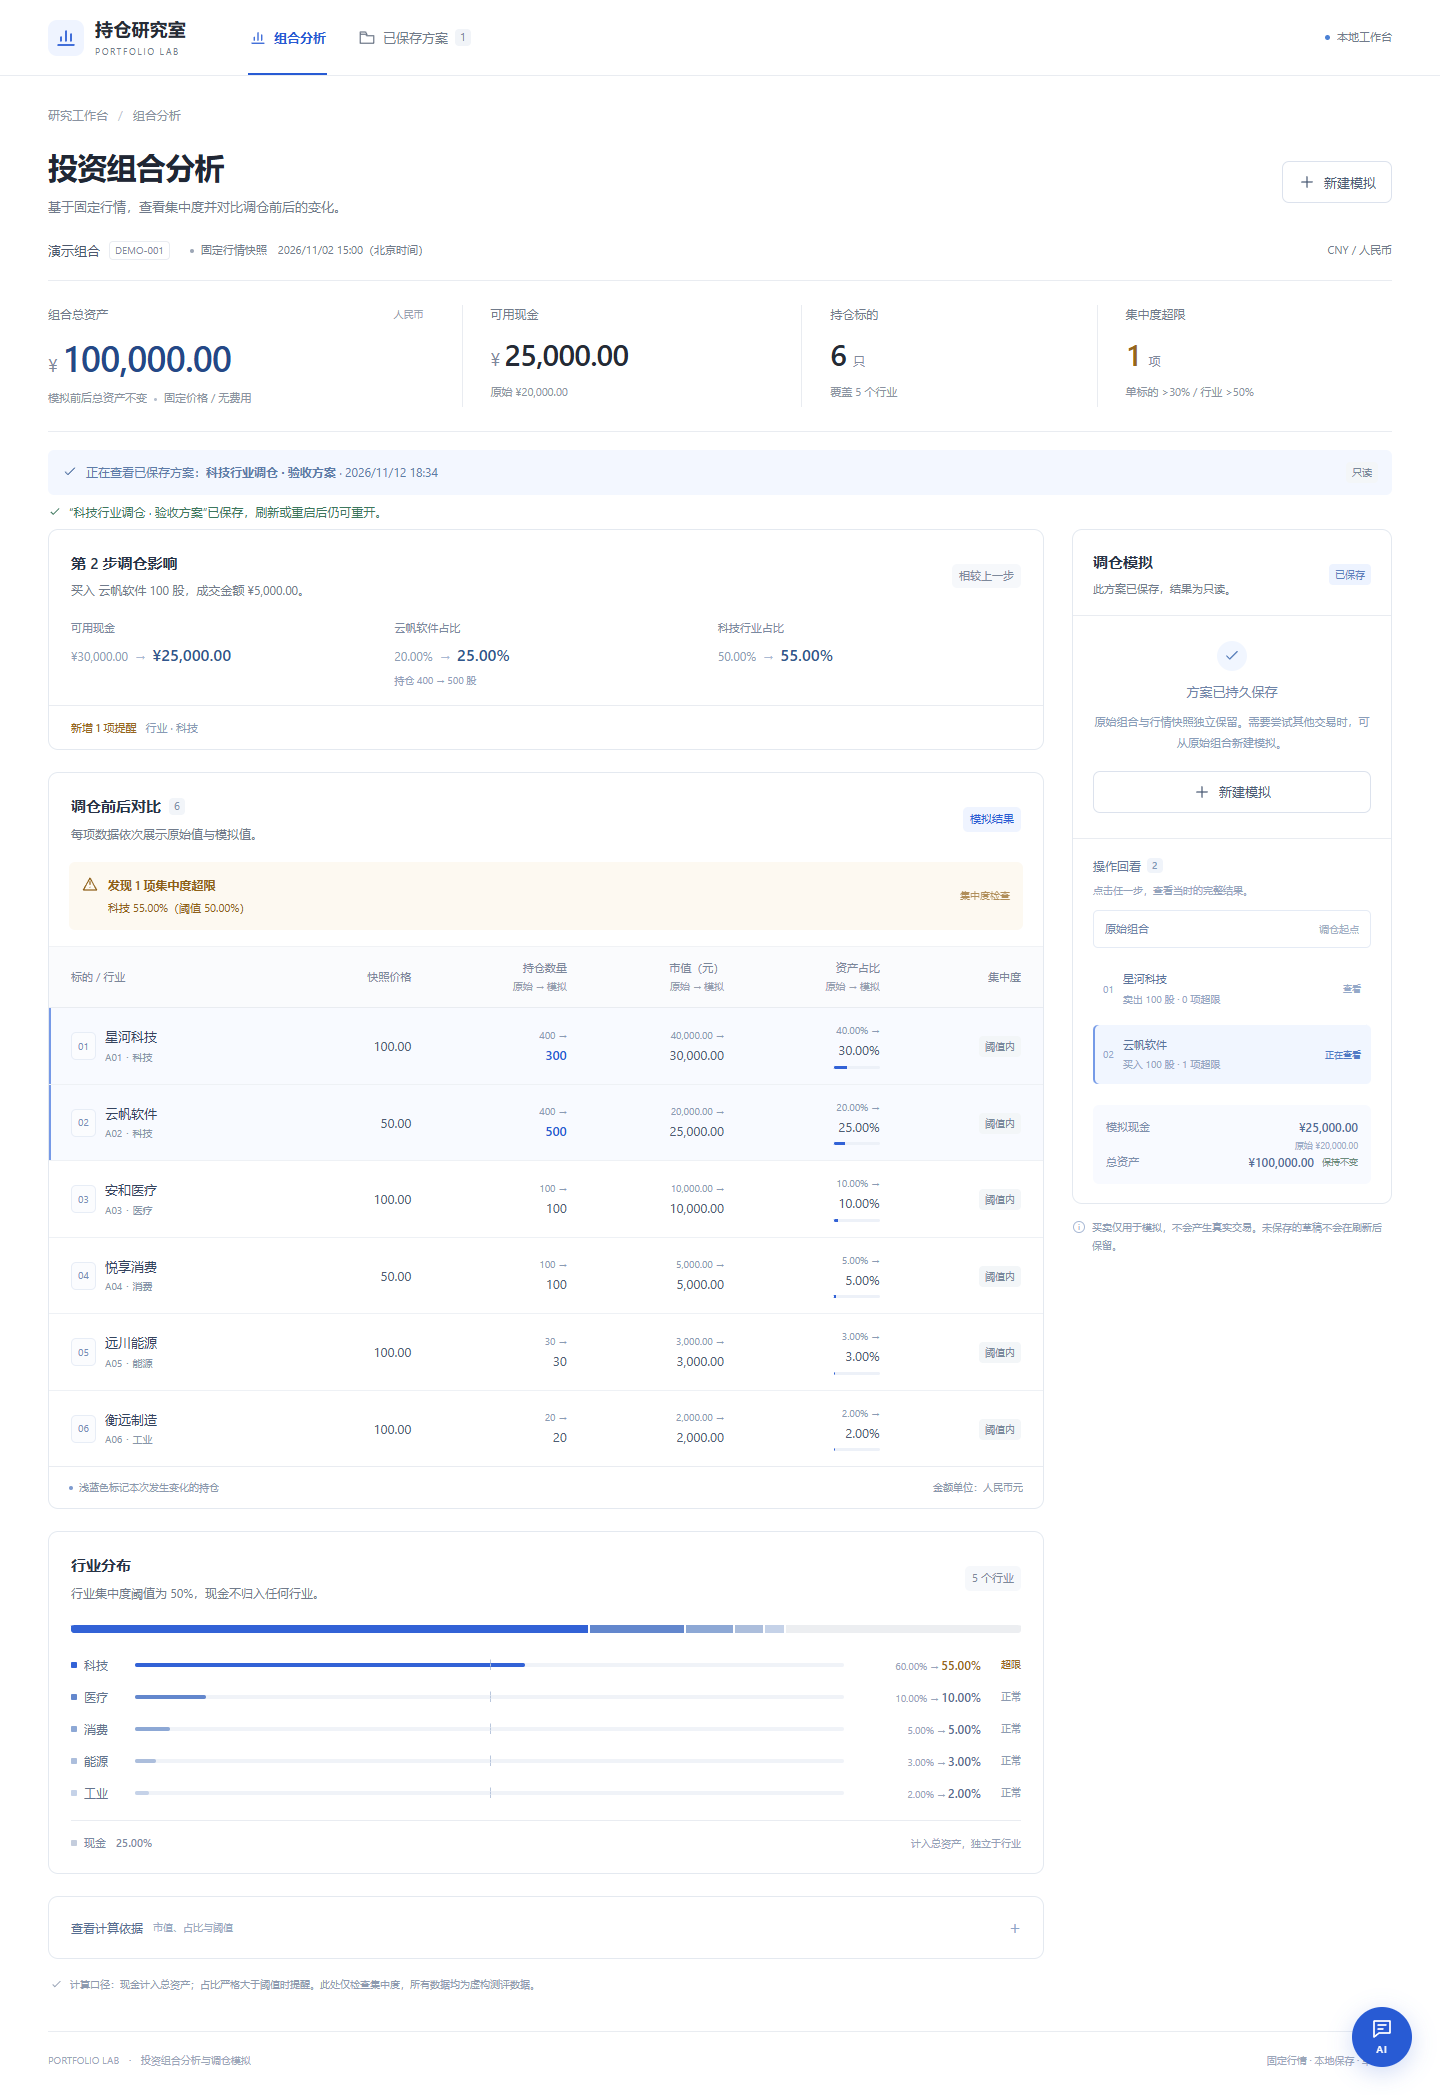 持仓研究室
PORTFOLIO LAB
组合分析
已保存方案 1
本地工作台
研究工作台 / 组合分析
投资组合分析
基于固定行情，查看集中度并对比调仓前后的变化。
新建模拟
演示组合 DEMO-001 固定行情快照 2026/11/02 15:00（北京时间）
CNY / 人民币
组合总资产 人民币
¥ 100,000.00
模拟前后总资产不变 • 固定价格 / 无费用
可用现金
¥ 25,000.00
原始 ¥20,000.00
持仓标的
6 只
覆盖 5 个行业
集中度超限
1 项
单标的 >30% / 行业 >50%
正在查看已保存方案：科技行业调仓 · 验收方案 · 2026/11/12 18:34
只读
“科技行业调仓 · 验收方案”已保存，刷新或重启后仍可重开。
第 2 步调仓影响
买入 云帆软件 100 股，成交金额 ¥5,000.00。
相较上一步
可用现金
¥30,000.00 → ¥25,000.00
云帆软件占比
20.00% → 25.00%
持仓 400 → 500 股
科技行业占比
50.00% → 55.00%
新增 1 项提醒 行业 · 科技
调仓前后对比 6
每项数据依次展示原始值与模拟值。
模拟结果
发现 1 项集中度超限
科技 55.00%（阈值 50.00%）
集中度检查
标的 / 行业
快照价格
持仓数量
原始 → 模拟
市值（元）
原始 → 模拟
资产占比
原始 → 模拟
集中度
01
星河科技
A01 · 科技
100.00
400 →
300
40,000.00 →
30,000.00
40.00% →
30.00%
阈值内
02
云帆软件
A02 · 科技
50.00
400 →
500
20,000.00 →
25,000.00
20.00% →
25.00%
阈值内
03
安和医疗
A03 · 医疗
100.00
100 →
100
10,000.00 →
10,000.00
10.00% →
10.00%
阈值内
04
悦享消费
A04 · 消费
50.00
100 →
100
5,000.00 →
5,000.00
5.00% →
5.00%
阈值内
05
远川能源
A05 · 能源
100.00
30 →
30
3,000.00 →
3,000.00
3.00% →
3.00%
阈值内
06
衡远制造
A06 · 工业
100.00
20 →
20
2,000.00 →
2,000.00
2.00% →
2.00%
阈值内
浅蓝色标记本次发生变化的持仓
金额单位：人民币元
行业分布
行业集中度阈值为 50%，现金不归入任何行业。
5 个行业
科技 60.00% → 55.00% 超限
医疗 10.00% → 10.00% 正常
消费 5.00% → 5.00% 正常
能源 3.00% → 3.00% 正常
工业 2.00% → 2.00% 正常
现金 25.00%
计入总资产，独立于行业
查看计算依据 市值、占比与阈值
+
计算口径：现金计入总资产；占比严格大于阈值时提醒。此处仅检查集中度，所有数据均为虚构测评数据。
调仓模拟
此方案已保存，结果为只读。
已保存
方案已持久保存
原始组合与行情快照独立保留。需要尝试其他交易时，可
从原始组合新建模拟。
新建模拟
操作回看 2
点击任一步，查看当时的完整结果。
原始组合 调仓起点
01
星河科技
卖出 100 股 · 0 项超限
查看
02
云帆软件
买入 100 股 · 1 项超限
正在查看
模拟现金 ¥25,000.00
原始 ¥20,000.00
总资产 ¥100,000.00 保持不变
买卖仅用于模拟，不会产生真实交易。未保存的草稿不会在刷新后
保留。
PORTFOLIO LAB · 投资组合分析与调仓模拟
固定行情 · 本地保存 ·
AI